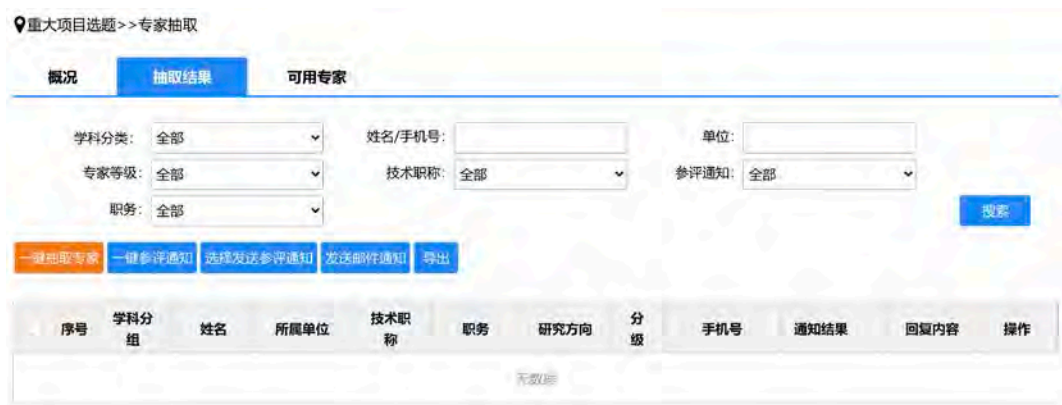 重大项目选题>>专家抽取
概况 抽取结果 可用专家
学科分类: 全部 姓名/手机号: 单位:
专家等级: 全部 技术职称: 全部 参评通知: 全部
职务: 全部 搜索
一键抽取专家 一键参评通知 选择发送参评通知 发送邮件通知 导出
序号 学科分组 姓名 所属单位 技术职称 职务 研究方向 分级 手机号 通知结果 回复内容 操作
无数据